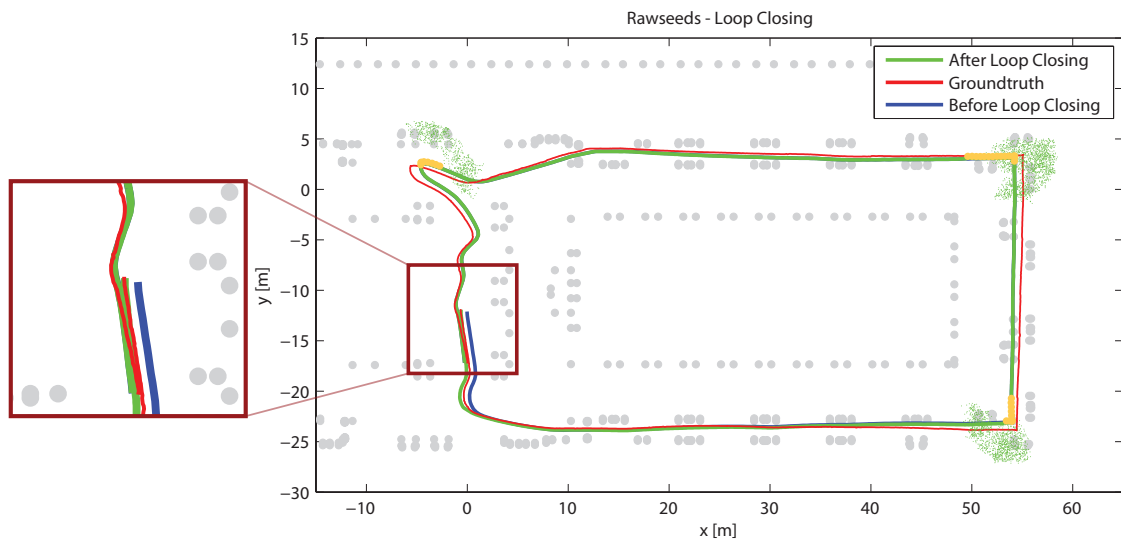 Rawseeds - Loop Closing
15
10
5
0
−5
−10
−15
−20
−25
−30
y [m]
After Loop Closing
Groundtruth
Before Loop Closing
−10 0 10 20 30 40 50 60
x [m]